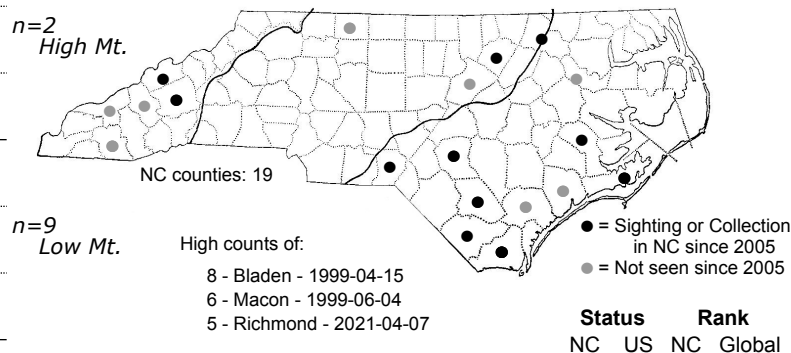 n=2
High Mt.
NC counties: 19
n=9
Low Mt.
High counts of:
8 - Bladen - 1999-04-15
6 - Macon - 1999-06-04
5 - Richmond - 2021-04-07
= Sighting or Collection
in NC since 2005
= Not seen since 2005
Status Rank
NC US NC Global